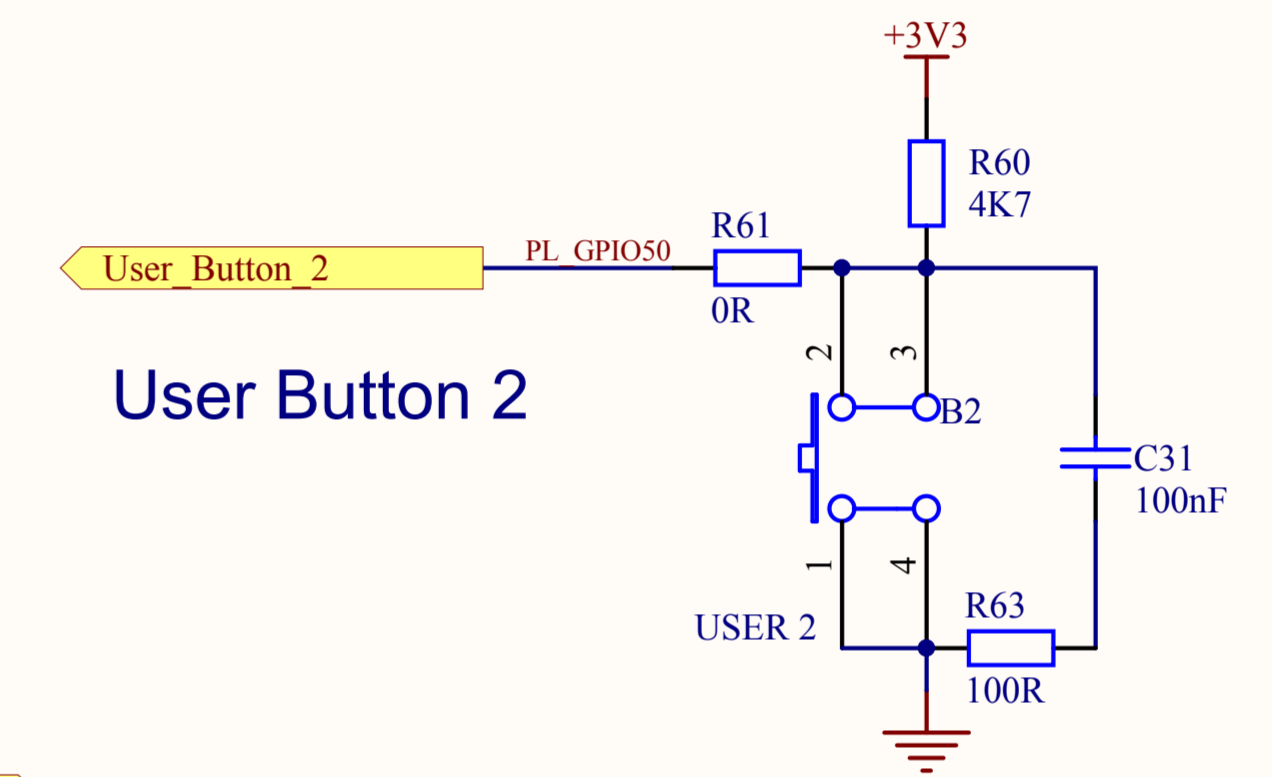 +3V3
R60
4K7
R61
PL_GPIO50
User_Button_2
0R
2
3
User Button 2
B2
C31
100nF
1
4
R63
USER 2
100R